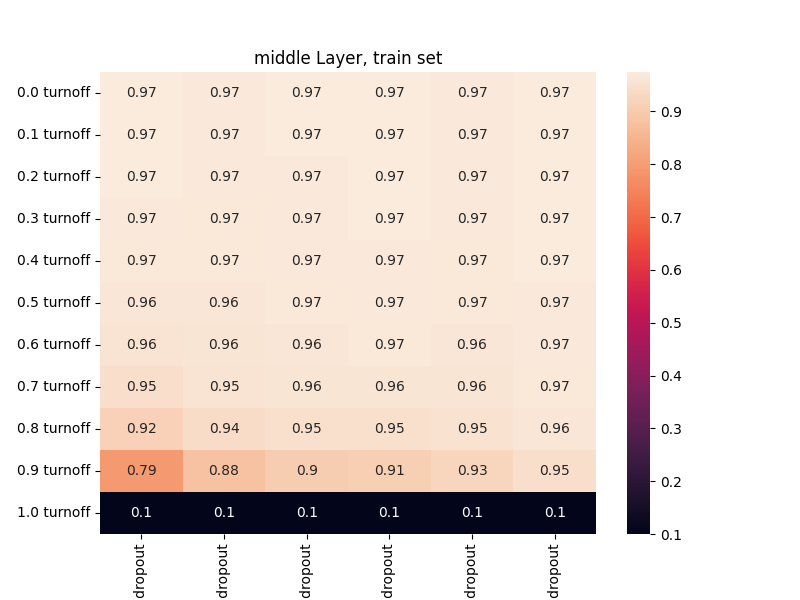 middle Layer, train set
0.0 turnoff 0.97 0.97 0.97 0.97 0.97 0.97
0.1 turnoff 0.97 0.97 0.97 0.97 0.97 0.97
0.2 turnoff 0.97 0.97 0.97 0.97 0.97 0.97
0.3 turnoff 0.97 0.97 0.97 0.97 0.97 0.97
0.4 turnoff 0.97 0.97 0.97 0.97 0.97 0.97
0.5 turnoff 0.96 0.96 0.97 0.97 0.97 0.97
0.6 turnoff 0.96 0.96 0.96 0.97 0.96 0.97
0.7 turnoff 0.95 0.95 0.96 0.96 0.96 0.97
0.8 turnoff 0.92 0.94 0.95 0.95 0.95 0.96
0.9 turnoff 0.79 0.88 0.9 0.91 0.93 0.95
1.0 turnoff 0.1 0.1 0.1 0.1 0.1 0.1
dropout dropout dropout dropout dropout dropout
0.9
0.8
0.7
0.6
0.5
0.4
0.3
0.2
0.1